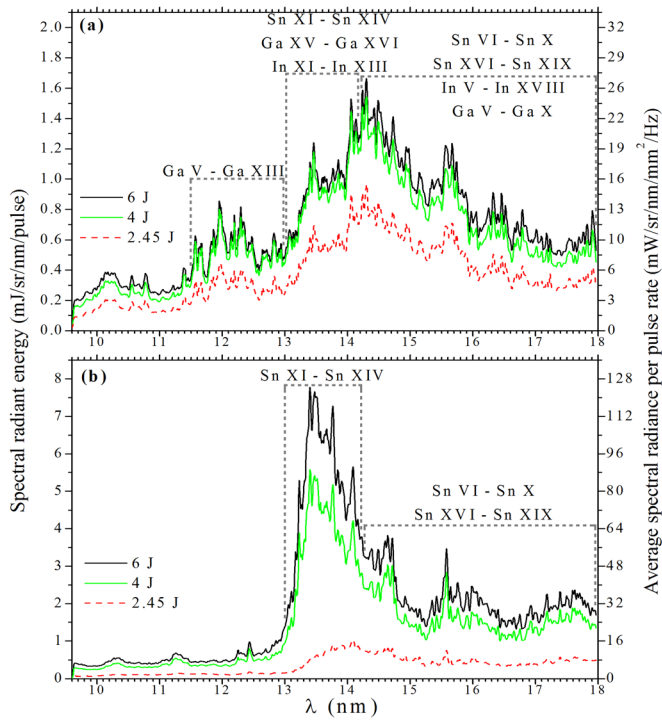 Sn XI - Sn XIV
Ga XV - Ga XVI
In XI - In XIII
Sn VI - Sn X
Sn XVI - Sn XIX
In V - In XVIII
Ga V - Ga X
Ga V - Ga XIII
(a)
6 J
4 J
2.45 J
2.0
1.8
1.6
1.4
1.2
1.0
0.8
0.6
0.4
0.2
0.0
33
30
27
24
22
19
16
13
10
9
6
3
0
10 11 12 13 14 15 16 17 18
Spectral radiant energy (mJ/sr/nm/pulse)
Average spectral radiance per pulse rate (mW/sr/nm/mm²/Hz)
(b)
Sn XI - Sn XIV
Sn VI - Sn X
Sn XVI - Sn XIX
6 J
4 J
2.45 J
8
7
6
5
4
3
2
1
0
128
112
96
80
64
48
32
16
0
10 11 12 13 14 15 16 17 18
λ (nm)